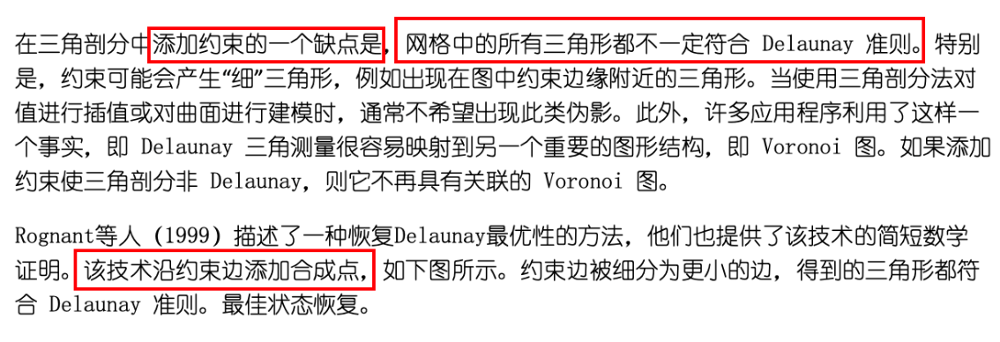 在三角剖分中添加约束的一个缺点是，网格中的所有三角形都不一定符合 Delaunay 准则。特别
是，约束可能会产生“细”三角形，例如出现在图中约束边缘附近的三角形。当使用三角剖分法对
值进行插值或对曲面进行建模时，通常不希望出现此类伪影。此外，许多应用程序利用了这样一
个事实，即 Delaunay 三角测量很容易映射到另一个重要的图形结构，即 Voronoi 图。如果添加
约束使三角剖分非 Delaunay，则它不再具有关联的 Voronoi 图。
Rognant等人（1999）描述了一种恢复Delaunay最优性的方法，他们也提供了该技术的简短数学
证明。该技术沿约束边添加合成点，如下图所示。约束边被细分为更小的边，得到的三角形都符
合 Delaunay 准则。最佳状态恢复。